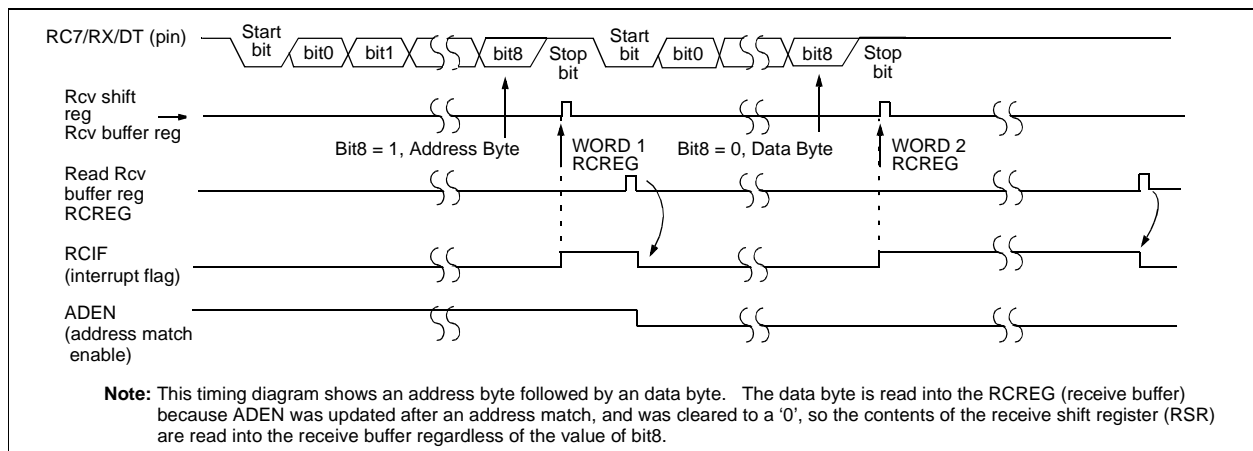 RC7/RX/DT (pin)
Start
bit
bit0
bit1
bit8
Stop
bit
Start
bit
bit0
bit8
Stop
bit
Rcv shift
reg
Rcv buffer reg
Bit8 = 1, Address Byte
WORD 1
RCREG
Bit8 = 0, Data Byte
WORD 2
RCREG
Read Rcv
buffer reg
RCREG
RCIF
(interrupt flag)
ADEN
(address match
enable)
Note: This timing diagram shows an address byte followed by an data byte. The data byte is read into the RCREG (receive buffer)
because ADEN was updated after an address match, and was cleared to a ‘0’, so the contents of the receive shift register (RSR)
are read into the receive buffer regardless of the value of bit8.